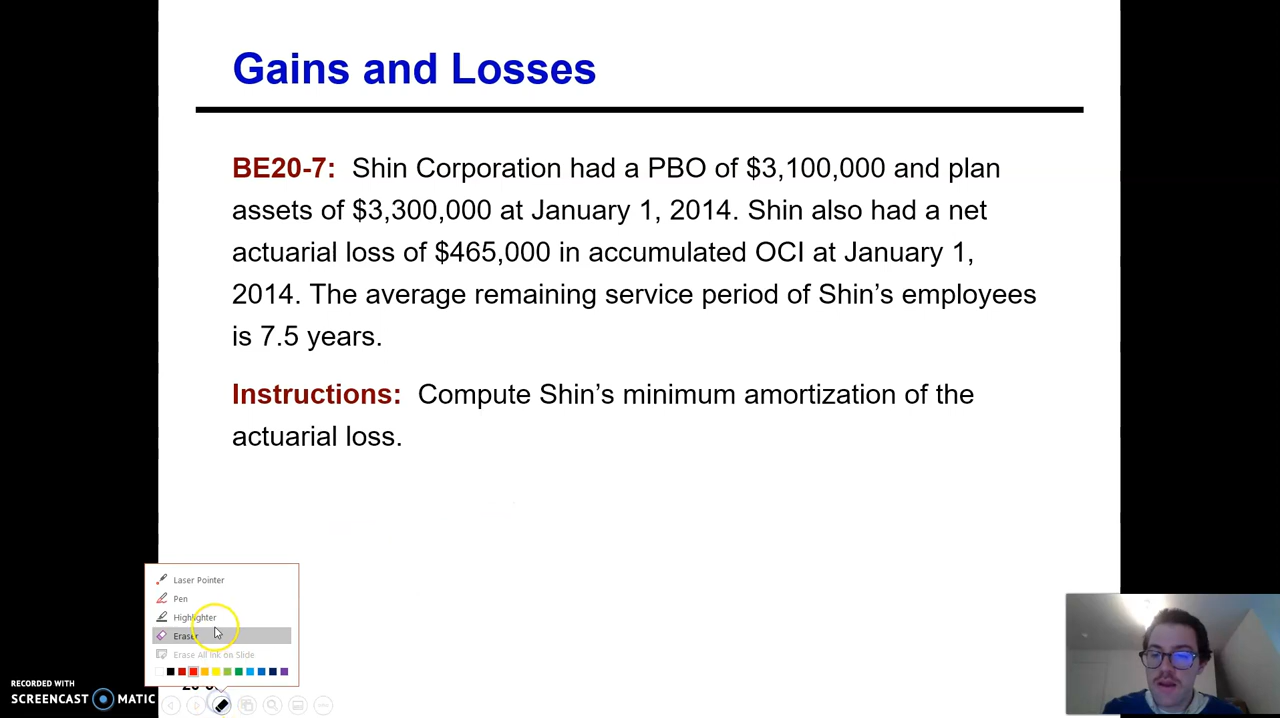 Gains and Losses
BE20-7: Shin Corporation had a PBO of $3,100,000 and plan
assets of $3,300,000 at January 1, 2014. Shin also had a net
actuarial loss of $465,000 in accumulated OCI at January 1,
2014. The average remaining service period of Shin's employees
is 7.5 years.
Instructions: Compute Shin's minimum amortization of the
actuarial loss.
Laser Pointer
Pen
Highlighter
Eraser
Erase All Ink on Slide
RECORDED WITH
SCREENCAST MATIC